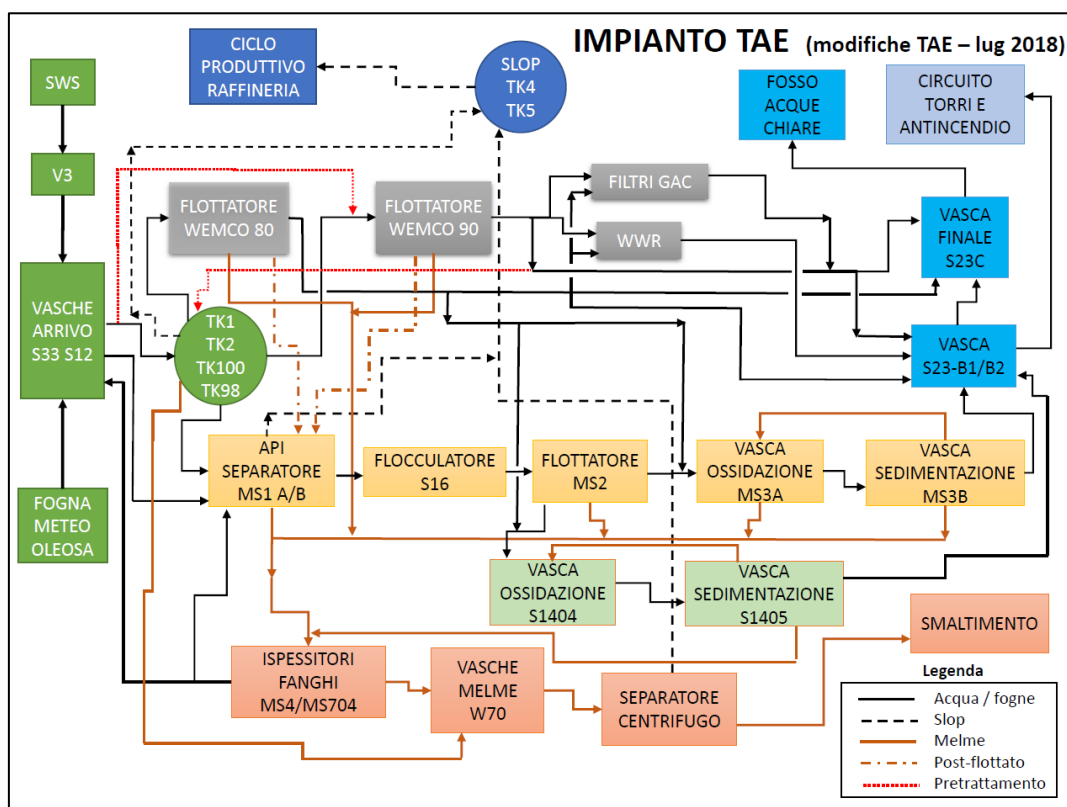 IMPIANTO TAE (modifiche TAE – lug 2018)
CICLO
PRODUTTIVO
RAFFINERIA
SLOP
TK4
TK5
FOSSO
ACQUE
CHIARE
CIRCUITO
TORRI E
ANTINCENDIO
SWS
V3
FLOTTATORE
WEMCO 80
FLOTTATORE
WEMCO 90
FILTRI GAC
WWR
VASCA
FINALE
S23C
VASCHE
ARRIVO
S33 S12
TK1
TK2
TK100
TK98
VASCA
S23-B1/B2
API
SEPARATORE
MS1 A/B
FLOCCULATORE
S16
FLOTTATORE
MS2
VASCA
OSSIDAZIONE
MS3A
VASCA
SEDIMENTAZIONE
MS3B
FOGNA
METEO
OLEOSA
VASCA
OSSIDAZIONE
S1404
VASCA
SEDIMENTAZIONE
S1405
ISPESSITORI
FANGHI
MS4/MS704
VASCHE
MELME
W70
SEPARATORE
CENTRIFUGO
SMALTIMENTO
Legenda
Acqua / fogne
Slop
Melme
Post-flottato
Pretrattamento